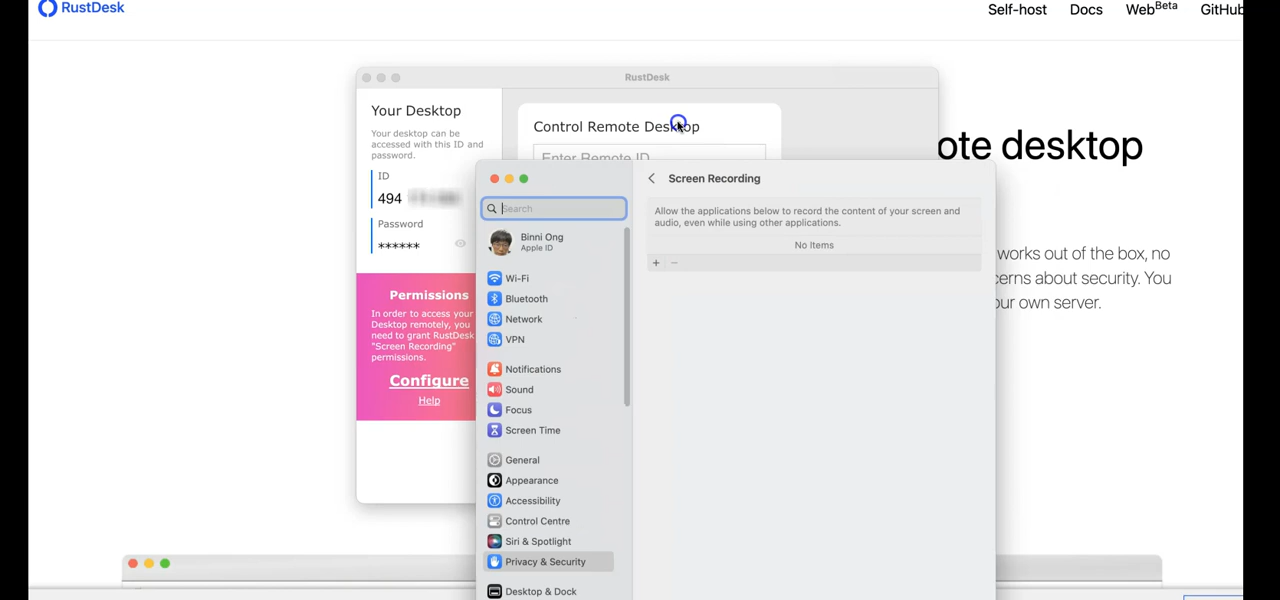 RustDesk
Self-host Docs WebBeta GitHub
RustDesk
Your Desktop
Your desktop can be
accessed with this ID and
password.
ID
494
Password
******
Control Remote Desktop
Enter Remote ID
ote desktop
works out of the box, no
cerns about security. You
our own server.
Permissions
In order to access your
Desktop remotely, you
need to grant RustDesk
"Screen Recording"
permissions.
Configure
Help
Search
Binni Ong
Apple ID
Wi-Fi
Bluetooth
Network
VPN
Notifications
Sound
Focus
Screen Time
General
Appearance
Accessibility
Control Centre
Siri & Spotlight
Privacy & Security
Desktop & Dock
Screen Recording
Allow the applications below to record the content of your screen and
audio, even while using other applications.
No Items
+ −